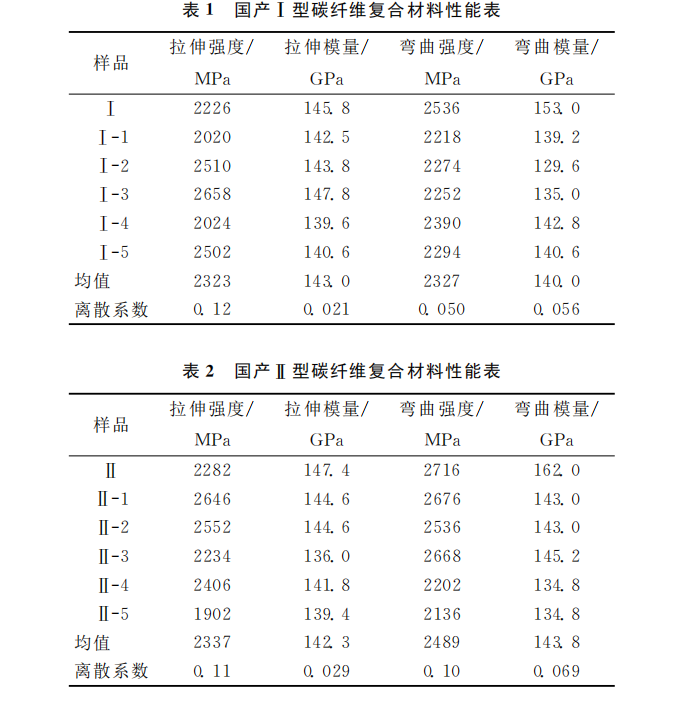 表 1 国产Ⅰ型碳纤维复合材料性能表
样品 拉伸强度/ 拉伸模量/ 弯曲强度/ 弯曲模量/
MPa GPa MPa GPa
Ⅰ 2226 145.8 2536 153.0
Ⅰ-1 2020 142.5 2218 139.2
Ⅰ-2 2510 143.8 2274 129.6
Ⅰ-3 2658 147.8 2252 135.0
Ⅰ-4 2024 139.6 2390 142.8
Ⅰ-5 2502 140.6 2294 140.6
均值 2323 143.0 2327 140.0
离散系数 0.12 0.021 0.050 0.056
表 2 国产Ⅱ型碳纤维复合材料性能表
样品 拉伸强度/ 拉伸模量/ 弯曲强度/ 弯曲模量/
MPa GPa MPa GPa
Ⅱ 2282 147.4 2716 162.0
Ⅱ-1 2646 144.6 2676 143.0
Ⅱ-2 2552 144.6 2536 143.0
Ⅱ-3 2234 136.0 2668 145.2
Ⅱ-4 2406 141.8 2202 134.8
Ⅱ-5 1902 139.4 2136 134.8
均值 2337 142.3 2489 143.8
离散系数 0.11 0.029 0.10 0.069